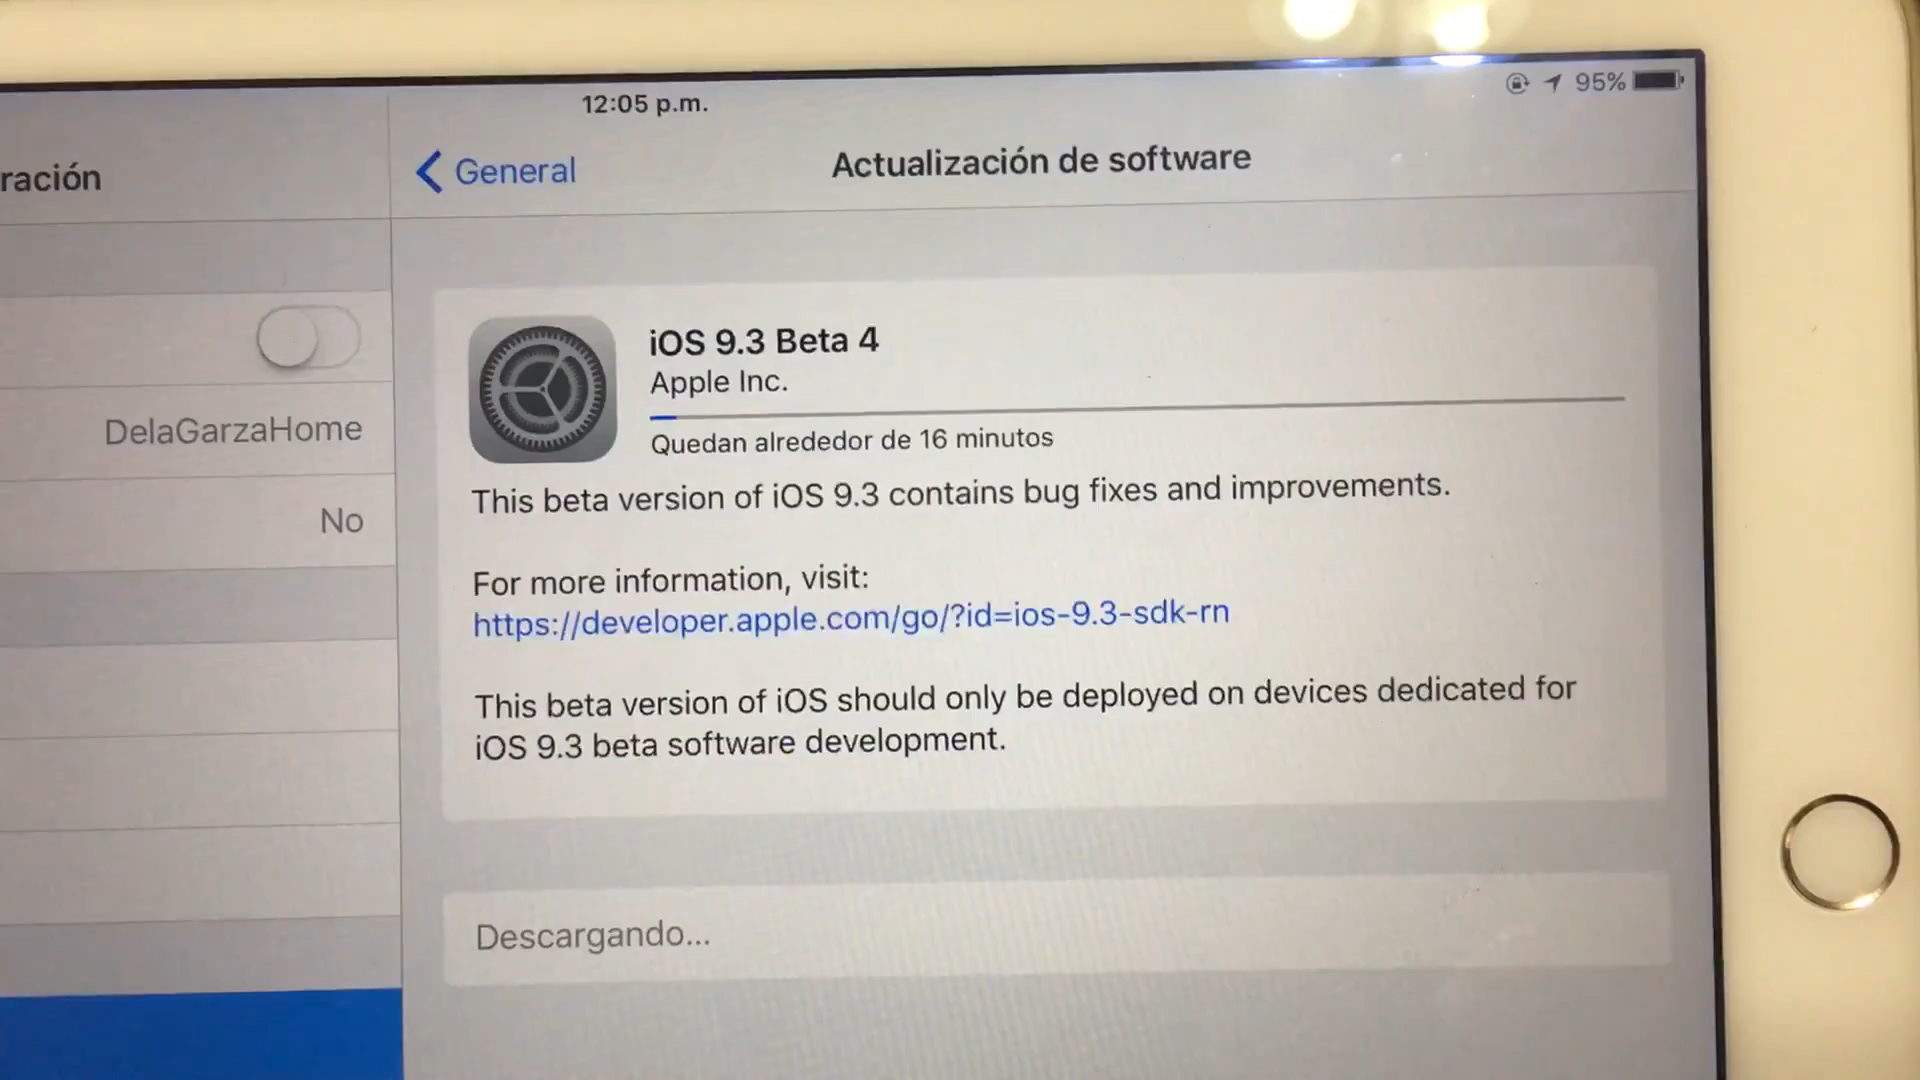 12:05 p.m.
95%
ración
General
Actualización de software
DelaGarzaHome
No
iOS 9.3 Beta 4
Apple Inc.
Quedan alrededor de 16 minutos
This beta version of iOS 9.3 contains bug fixes and improvements.
For more information, visit:
https://developer.apple.com/go/?id=ios-9.3-sdk-rn
This beta version of iOS should only be deployed on devices dedicated for
iOS 9.3 beta software development.
Descargando...